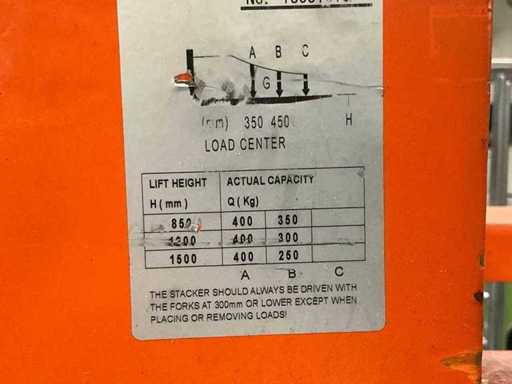 A B C
G
(mm) 350 450 H
LOAD CENTER
LIFT HEIGHT ACTUAL CAPACITY
H ( mm ) Q ( Kg )
850 400 350
1200 400 300
1500 400 250
A B C
THE STACKER SHOULD ALWAYS BE DRIVEN WITH
THE FORKS AT 300mm OR LOWER EXCEPT WHEN
PLACING OR REMOVING LOADS!